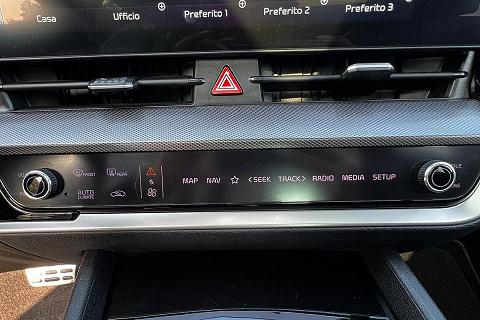 Casa Ufficio Preferito 1 Preferito 2 Preferito 3
FRONT REAR
MAP NAV < SEEK TRACK > RADIO MEDIA SETUP
AUTO
CLIMATE